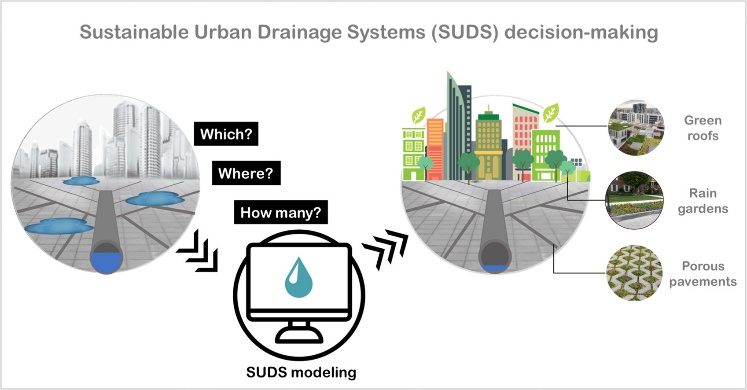 Sustainable Urban Drainage Systems (SUDS) decision-making
Which?
Where?
How many?
SUDS modeling
Green
roofs
Rain
gardens
Porous
pavements